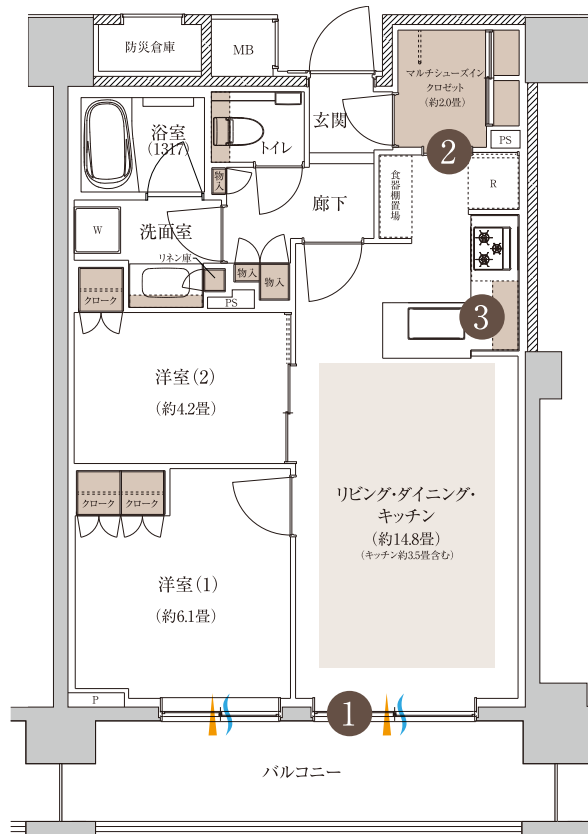 防災倉庫
MB
マルチシューズイン
クロゼット
(約2.0畳)
浴室
(1317)
トイレ
玄関
2
PS
物入
食器棚置場
R
廊下
W
洗面室
リネン庫
物入
物入
クローク
PS
3
洋室(2)
(約4.2畳)
リビング・ダイニング・
キッチン
(約14.8畳)
(キッチン約3.5畳含む)
クローク
クローク
洋室(1)
(約6.1畳)
P
1
バルコニー